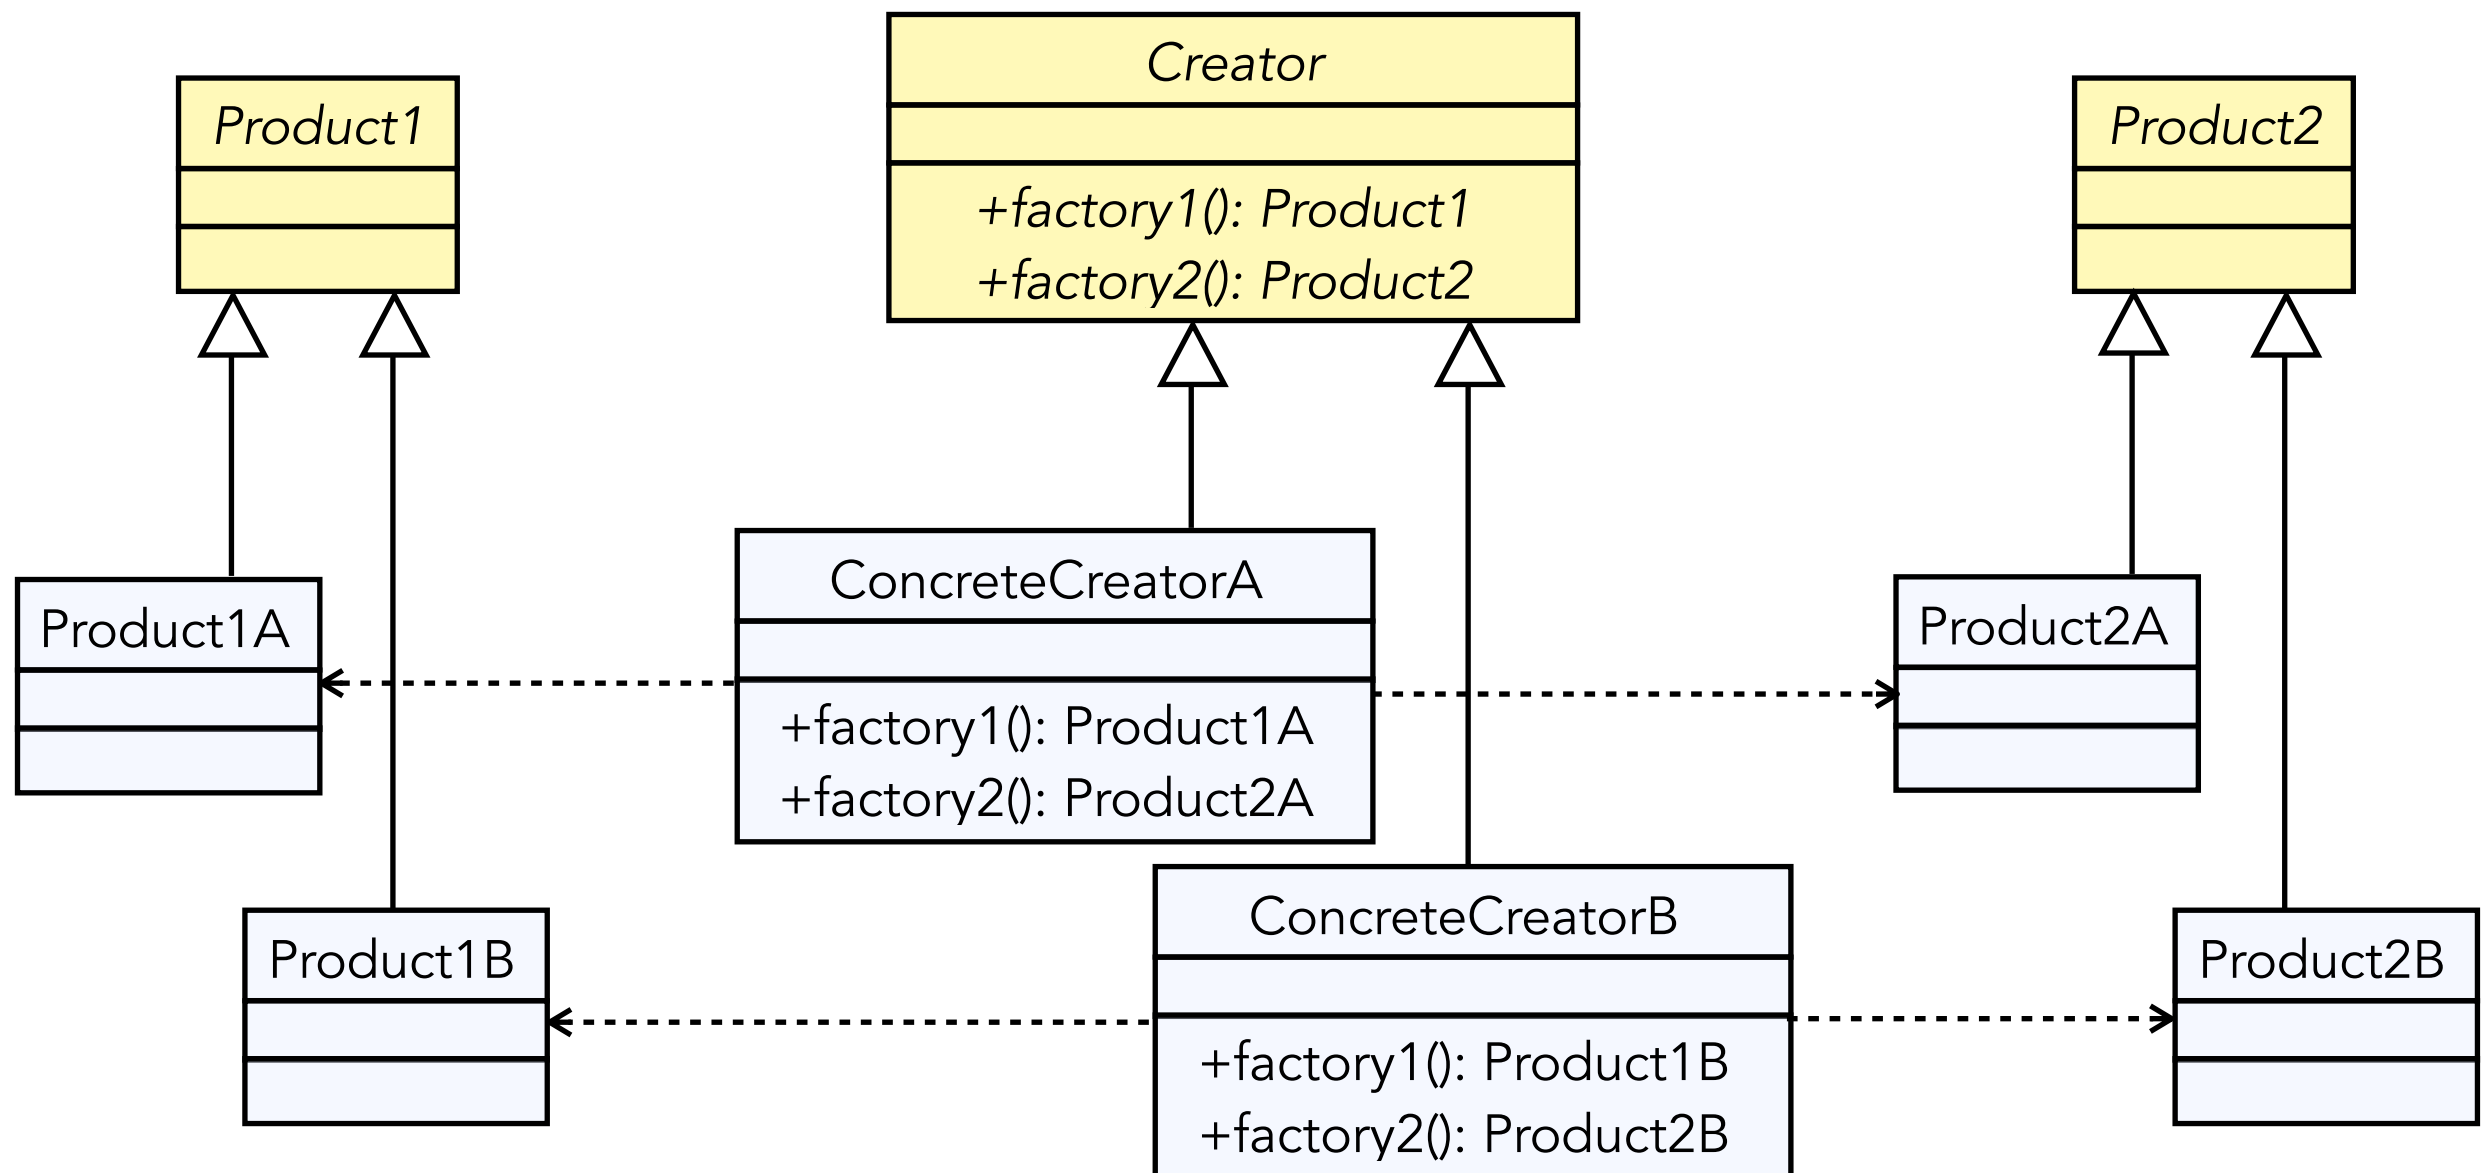 Creator
+factory1(): Product1
+factory2(): Product2
Product1
Product2
ConcreteCreatorA
+factory1(): Product1A
+factory2(): Product2A
Product1A
Product2A
ConcreteCreatorB
+factory1(): Product1B
+factory2(): Product2B
Product1B
Product2B